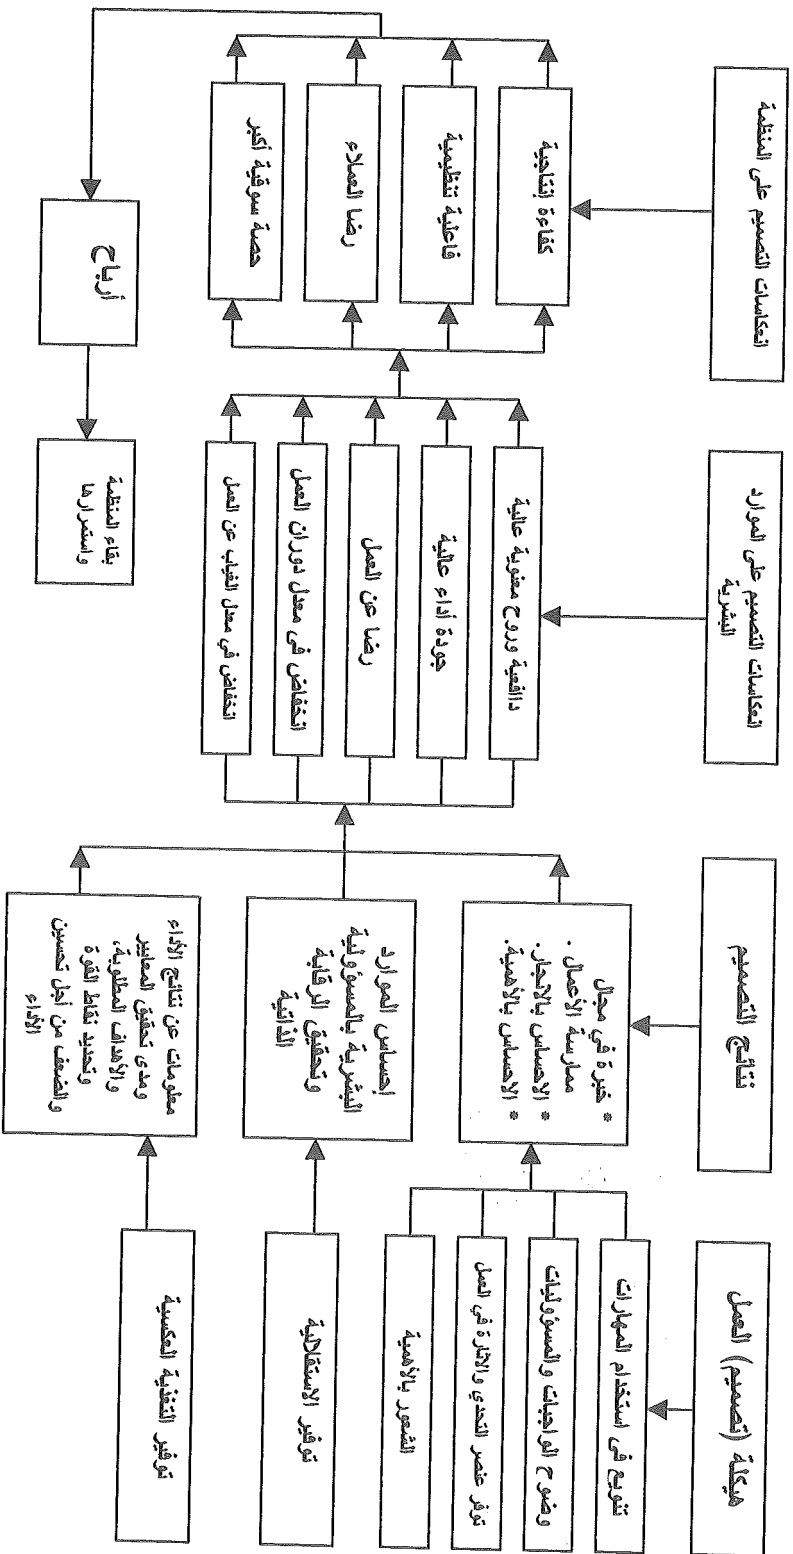 هيكلة (تصميم) العمل
نتائج التصميم
انعكاسات التصميم على الموارد
البشرية
انعكاسات التصميم على المنظمة
تنويع في استخدام المهارات
وضوح الواجبات والمسؤوليات
توفر عنصر التحدي والاثارة في العمل
الشعور بالأهمية
توفير الاستقلالية
توفير التغذية العكسية
* خبرة في مجال
ممارسة الأعمال .
* الاحساس بالانجاز.
* الاحساس بالأهمية.
إحساس الموارد
البشرية بالمسؤولية
وتحقيق الرقابة
الذاتية
معلومات عن نتائج الأداء
ومدى تحقيق المعايير
والأهداف المطلوبة،
وتحديد نقاط القوة
والضعف من أجل تحسين
الأداء
دافعية وروح معنوية عالية
جودة أداء عالية
رضا عن العمل
انخفاض في معدل دوران العمل
انخفاض في معدل الغياب عن العمل
كفاءة إنتاجية
فاعلية تنظيمية
رضا العملاء
حصة سوقية أكبر
أرباح
بقاء المنظمة
واستمرارها